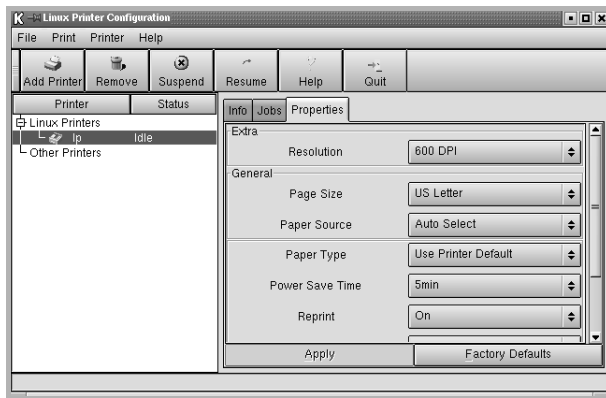 Linux Printer Configuration
File Print Printer Help
Add Printer Remove Suspend Resume Help Quit
Printer Status
Linux Printers
lp Idle
Other Printers
Info Jobs Properties
Extra
Resolution 600 DPI
General
Page Size US Letter
Paper Source Auto Select
Paper Type Use Printer Default
Power Save Time 5min
Reprint On
Apply Factory Defaults